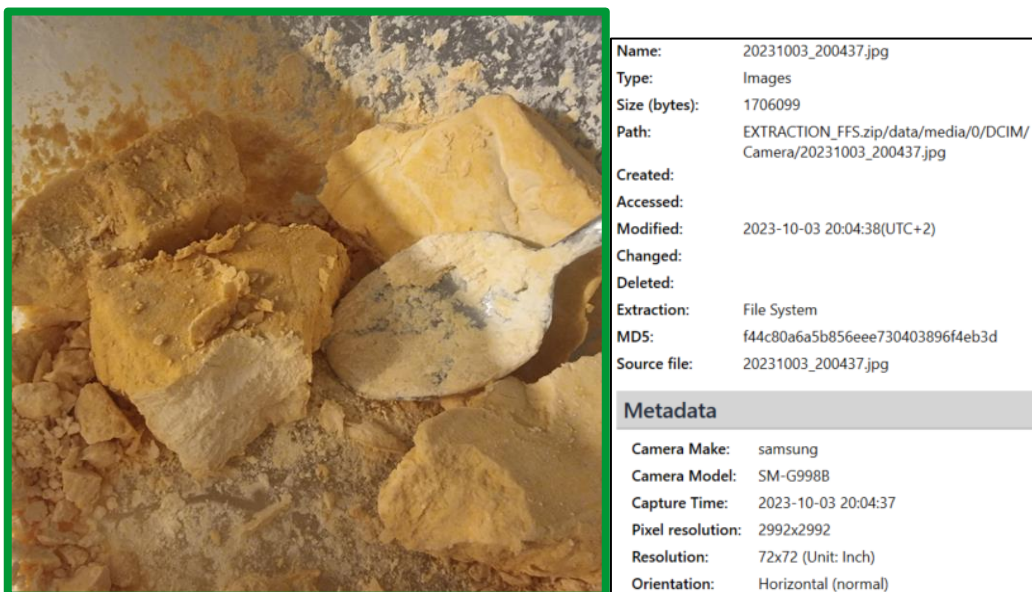 Name: 20231003_200437.jpg
Type: Images
Size (bytes): 1706099
Path: EXTRACTION_FFS.zip/data/media/0/DCIM/
Camera/20231003_200437.jpg
Created:
Accessed:
Modified: 2023-10-03 20:04:38(UTC+2)
Changed:
Deleted:
Extraction: File System
MD5: f44c80a6a5b856eee730403896f4eb3d
Source file: 20231003_200437.jpg
Metadata
Camera Make: samsung
Camera Model: SM-G998B
Capture Time: 2023-10-03 20:04:37
Pixel resolution: 2992x2992
Resolution: 72x72 (Unit: Inch)
Orientation: Horizontal (normal)